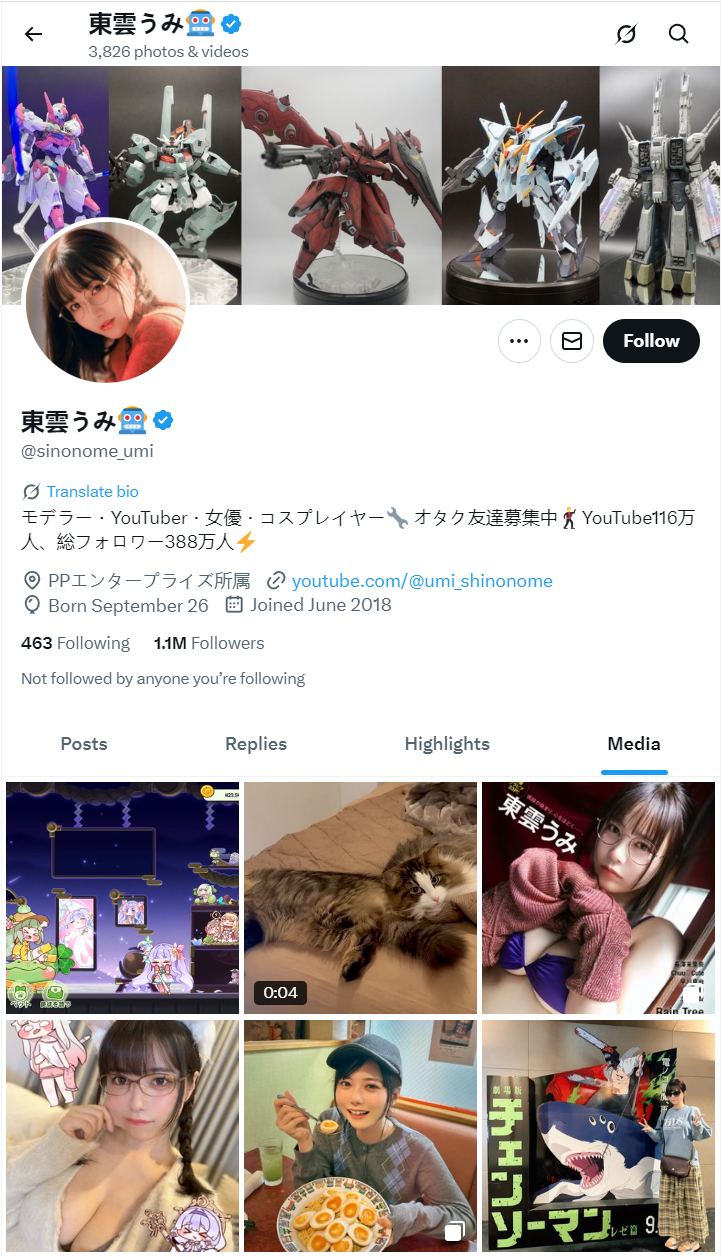 東雲うみ🤖
3,826 photos & videos
東雲うみ🤖
@sinonome_umi
Translate bio
モデラー・YouTuber・女優・コスプレイヤー🔧 オタク友達募集中🕺YouTube116万
人、総フォロワー388万人⚡
PPエンタープライズ所属 youtube.com/@umi_shinonome
Born September 26 Joined June 2018
463 Following 1.1M Followers
Not followed by anyone you’re following
Follow
Posts Replies Highlights Media
ペット
0:04
東雲うみ
Chuu Cute
Rain Tree
劇場版
チェンソーマン
レゼ篇
9.